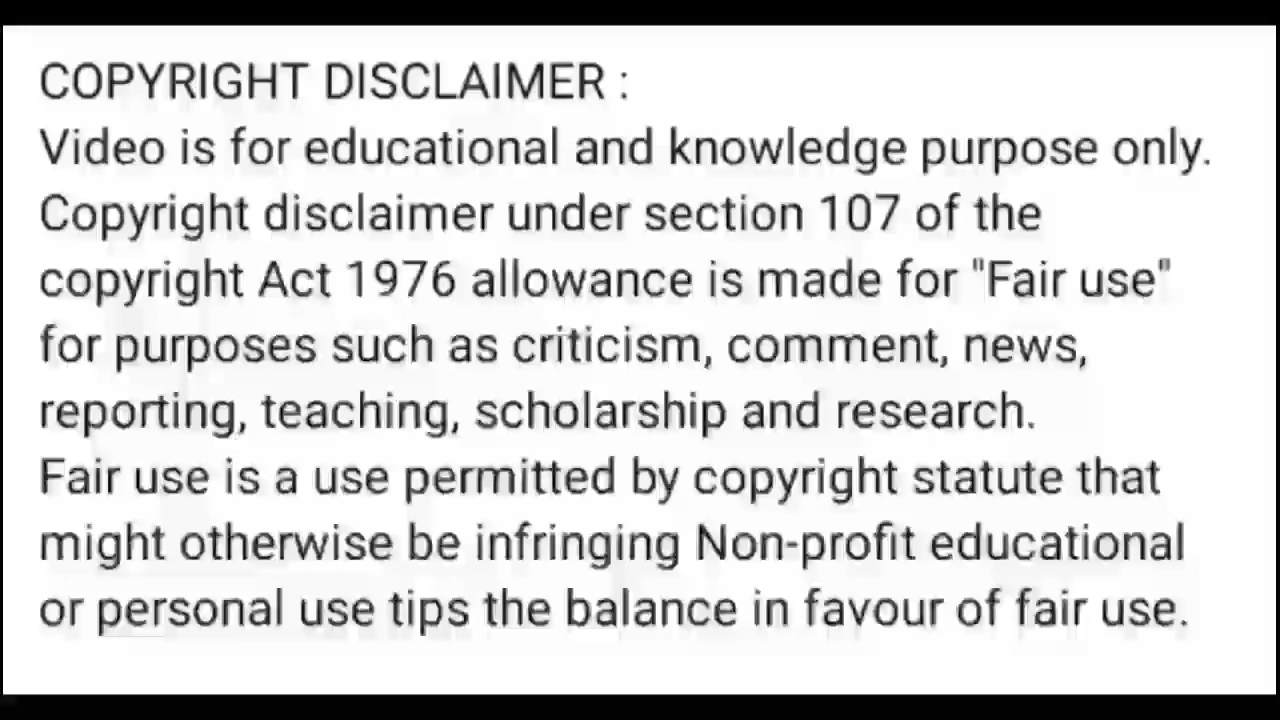 COPYRIGHT DISCLAIMER :
Video is for educational and knowledge purpose only.
Copyright disclaimer under section 107 of the
copyright Act 1976 allowance is made for "Fair use"
for purposes such as criticism, comment, news,
reporting, teaching, scholarship and research.
Fair use is a use permitted by copyright statute that
might otherwise be infringing Non-profit educational
or personal use tips the balance in favour of fair use.